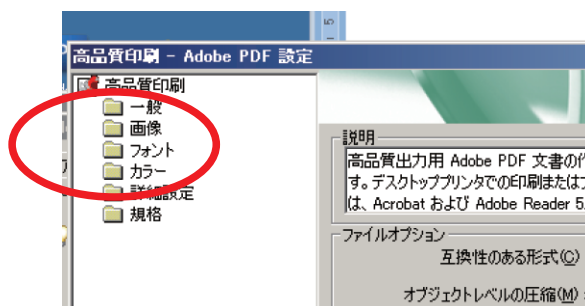 高品質印刷 - Adobe PDF 設定
高品質印刷
一般
画像
フォント
カラー
詳細設定
規格
説明
高品質出力用 Adobe PDF 文書の
す。デスクトッププリンタでの印刷または
は、Acrobat および Adobe Reader 5.
ファイルオプション
互換性のある形式(C)
オブジェクトレベルの圧縮(M)